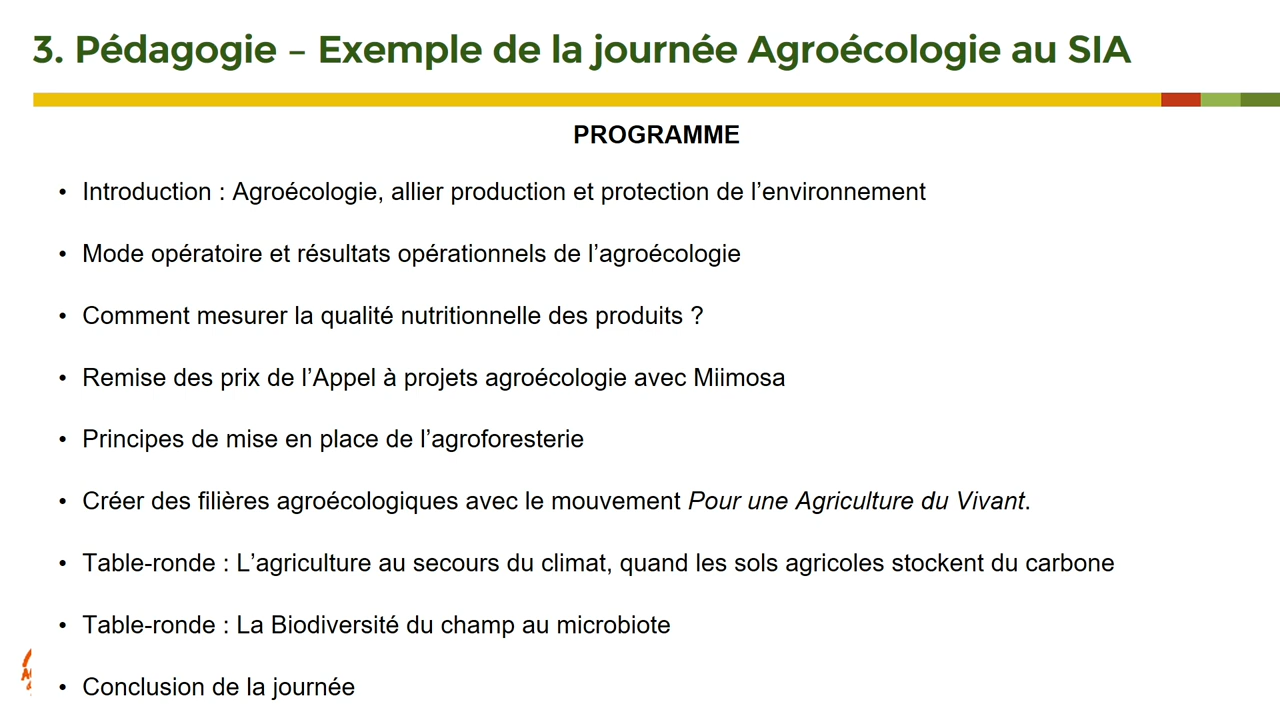 3. Pédagogie – Exemple de la journée Agroécologie au SIA
PROGRAMME
• Introduction : Agroécologie, allier production et protection de l’environnement
• Mode opératoire et résultats opérationnels de l’agroécologie
• Comment mesurer la qualité nutritionnelle des produits ?
• Remise des prix de l’Appel à projets agroécologie avec Miimosa
• Principes de mise en place de l’agroforesterie
• Créer des filières agroécologiques avec le mouvement Pour une Agriculture du Vivant.
• Table-ronde : L’agriculture au secours du climat, quand les sols agricoles stockent du carbone
• Table-ronde : La Biodiversité du champ au microbiote
• Conclusion de la journée